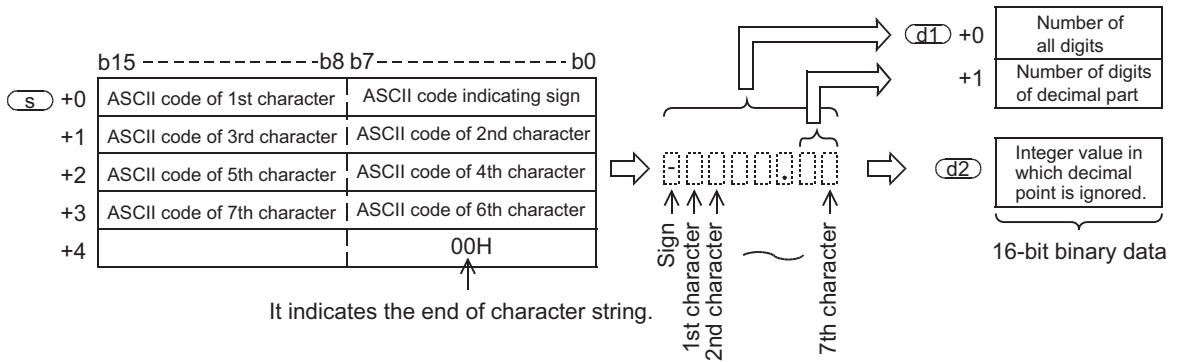 b15 b8 b7 b0
s +0 ASCII code of 1st character ASCII code indicating sign
+1 ASCII code of 3rd character ASCII code of 2nd character
+2 ASCII code of 5th character ASCII code of 4th character
+3 ASCII code of 7th character ASCII code of 6th character
+4 00H
It indicates the end of character string.
- .
Sign
1st character
2nd character
7th character
d1 +0
Number of
all digits
+1
Number of digits
of decimal part
d2
Integer value in
which decimal
point is ignored.
16-bit binary data